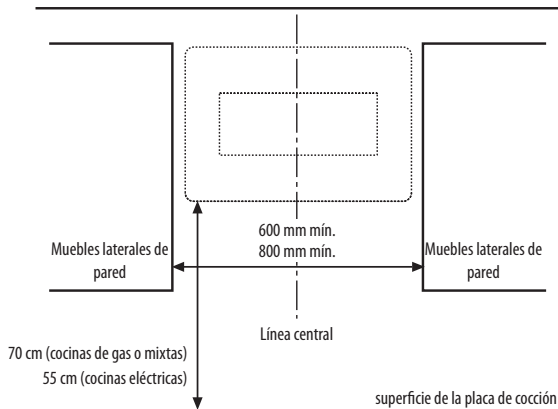 600 mm mín.
800 mm mín.
Muebles laterales de
pared
Muebles laterales de
pared
Línea central
70 cm (cocinas de gas o mixtas)
55 cm (cocinas eléctricas)
superficie de la placa de cocción